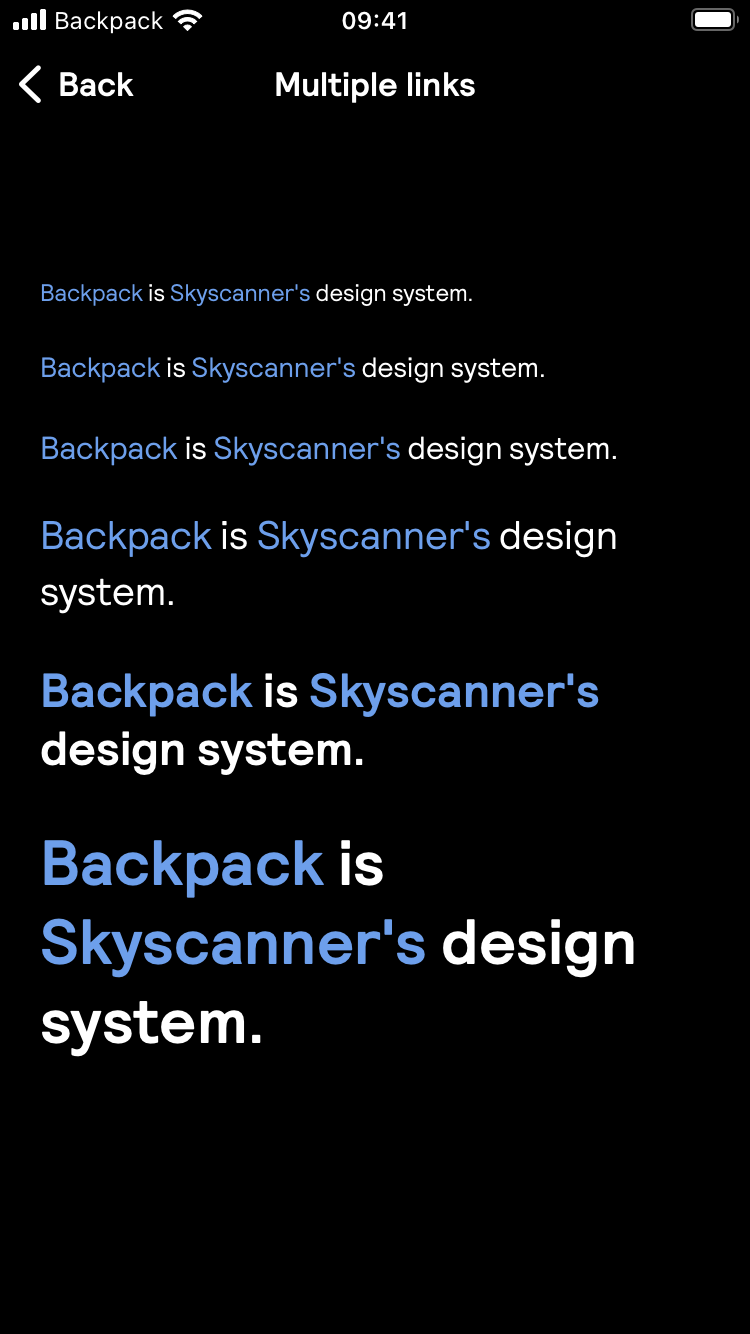 Backpack 09:41
Back Multiple links
Backpack is Skyscanner's design system.
Backpack is Skyscanner's design system.
Backpack is Skyscanner's design system.
Backpack is Skyscanner's design
system.
Backpack is Skyscanner's
design system.
Backpack is
Skyscanner's design
system.